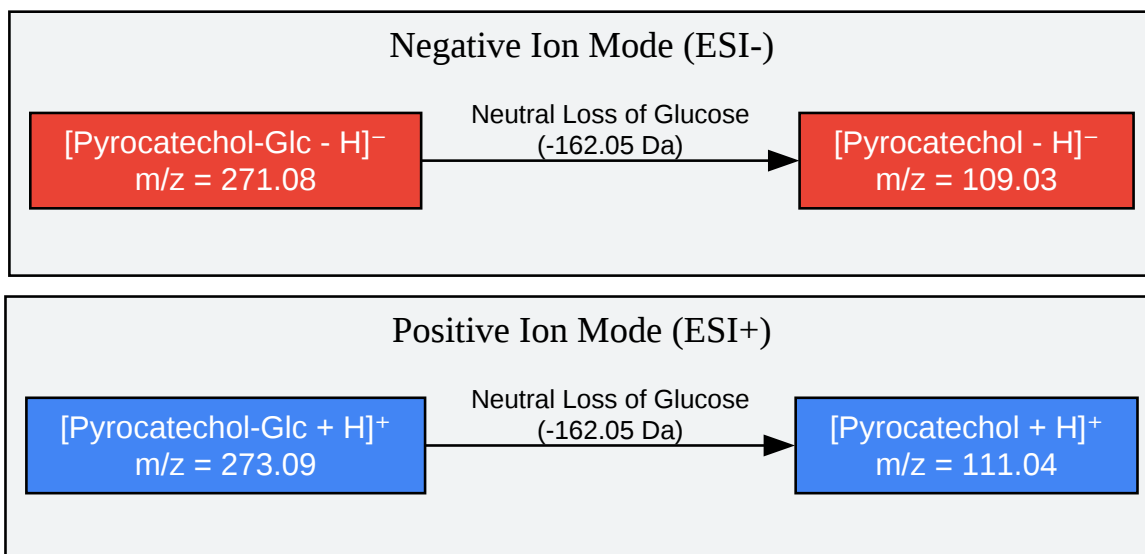 Negative Ion Mode (ESI-)
Neutral Loss of Glucose
(-162.05 Da)
[Pyrocatechol-Glc - H]⁻
m/z = 271.08
[Pyrocatechol - H]⁻
m/z = 109.03
Positive Ion Mode (ESI+)
Neutral Loss of Glucose
(-162.05 Da)
[Pyrocatechol-Glc + H]⁺
m/z = 273.09
[Pyrocatechol + H]⁺
m/z = 111.04